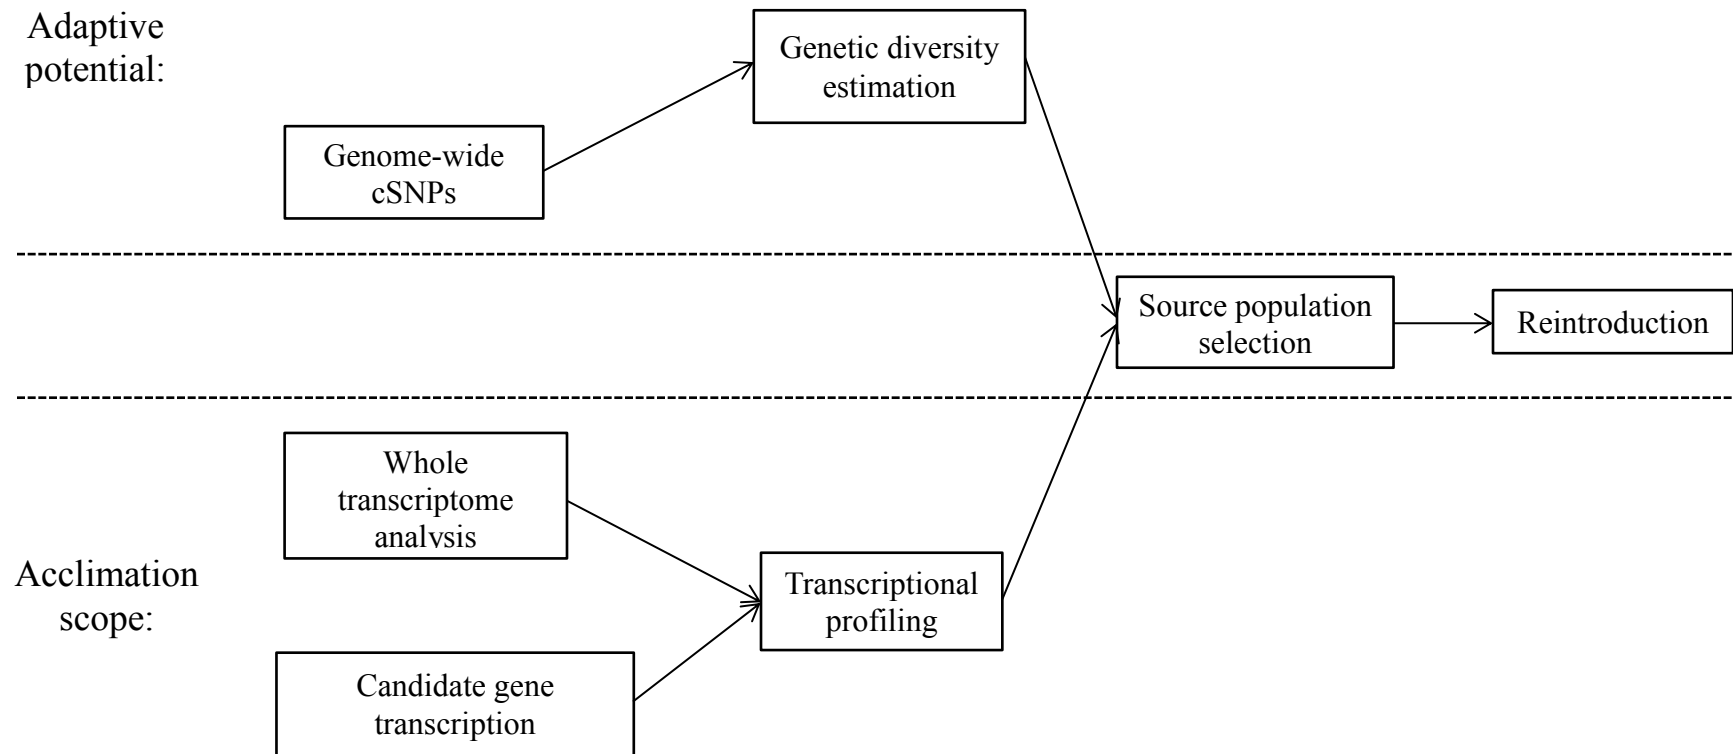 Adaptive
potential:
Genetic diversity
estimation
Genome-wide
cSNPs
Source population
selection
Reintroduction
Whole
transcriptome
analysis
Acclimation
scope:
Transcriptional
profiling
Candidate gene
transcription